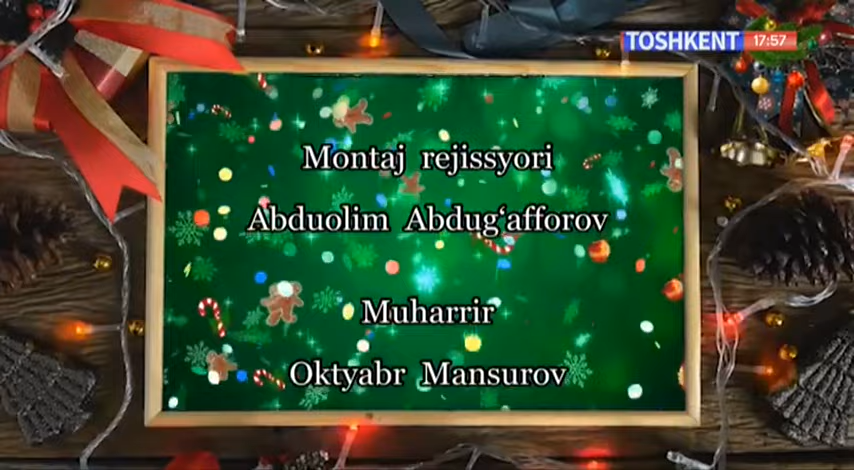 TOSHKENT 17:57
Montaj rejissyori
Abduolim Abdug‘afforov
Muharrir
Oktyabr Mansurov